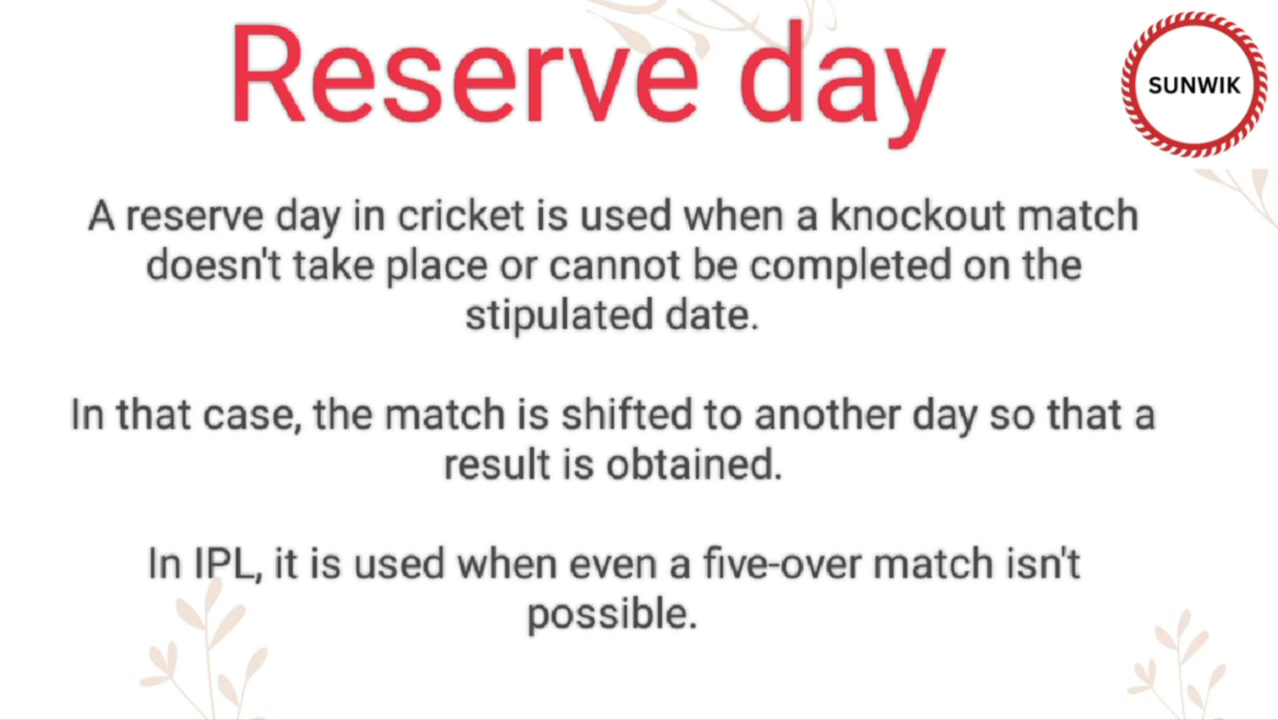 Reserve day
SUNWIK
A reserve day in cricket is used when a knockout match
doesn't take place or cannot be completed on the
stipulated date.
In that case, the match is shifted to another day so that a
result is obtained.
In IPL, it is used when even a five-over match isn't
possible.